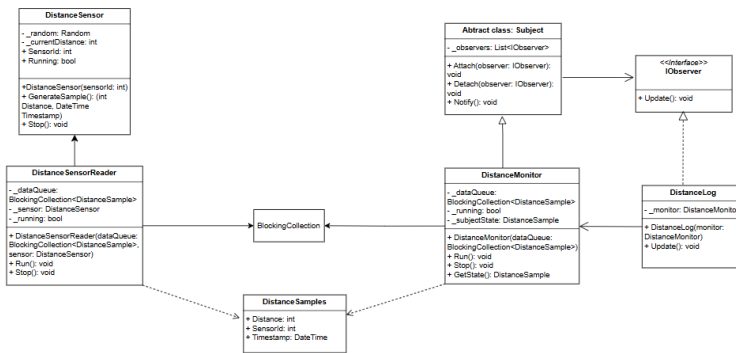 DistanceSensor
- _random: Random
- _currentDistance: int
+ SensorId: int
+ Running: bool
+DistanceSensor(sensorId: int)
+ GenerateSample(): (int
Distance, DateTime
Timestamp)
+ Stop(): void
Abtract class: Subject
- _observers: List<IObserver>
+ Attach(observer: IObserver):
void
+ Detach(observer: IObserver):
void
+ Notify(): void
<<Interface>>
IObserver
+ Update(): void
DistanceSensorReader
- _dataQueue:
BlockingCollection<DistanceSample>
- _sensor: DistanceSensor
- _running: bool
+ DistanceSensorReader(dataQueue:
BlockingCollection<DistanceSample>,
sensor: DistanceSensor)
+ Run(): void
+ Stop(): void
BlockingCollection
DistanceMonitor
- _dataQueue:
BlockingCollection<DistanceSample>
- _running: bool
- _subjectState: DistanceSample
+ DistanceMonitor(dataQueue:
BlockingCollection<DistanceSample>)
+ Run(): void
+ Stop(): void
+ GetState(): DistanceSample
DistanceLog
- _monitor: DistanceMonitor
+ DistanceLog(monitor:
DistanceMonitor)
+ Update(): void
DistanceSamples
+ Distance: int
+ SensorId: int
+ Timestamp: DateTime